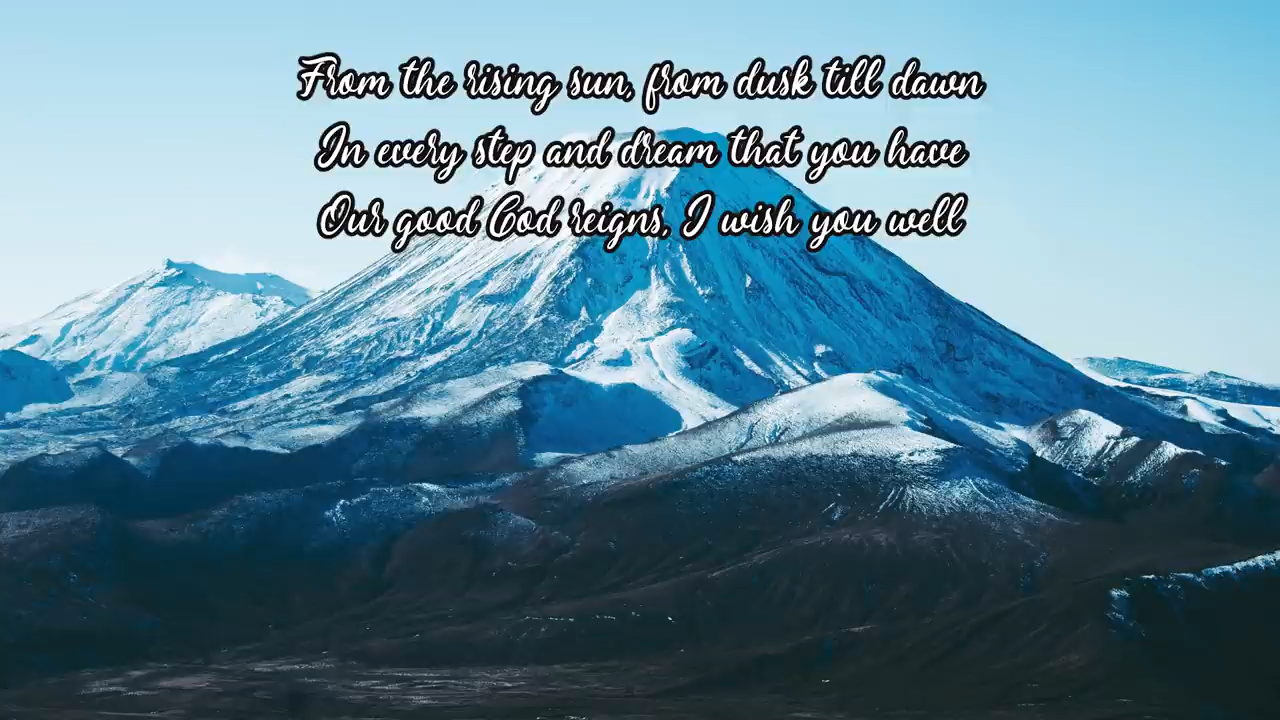 From the rising sun, from dusk till dawn
In every step and dream that you have
Our good God reigns, I wish you well